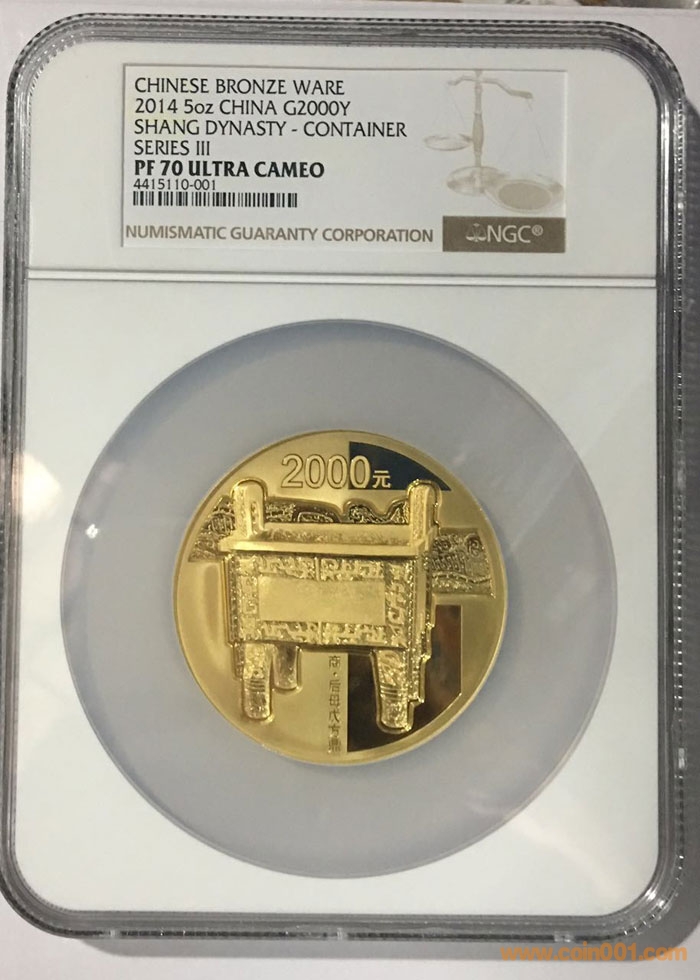 CHINESE BRONZE WARE
2014 5oz CHINA G2000Y
SHANG DYNASTY - CONTAINER
SERIES III
PF 70 ULTRA CAMEO
4415110-001
NUMISMATIC GUARANTY CORPORATION
NGC®
2000元
商·后母戊方鼎
www.coin001.com